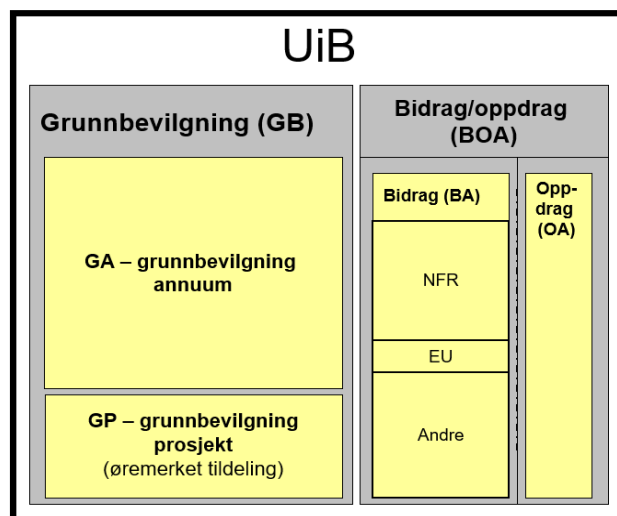 UiB
Grunnbevilgning (GB)
GA – grunnbevilgning
annuum
GP – grunnbevilgning
prosjekt
(øremerket tildeling)
Bidrag/oppdrag
(BOA)
Bidrag (BA)
NFR
EU
Andre
Opp-
drag
(OA)